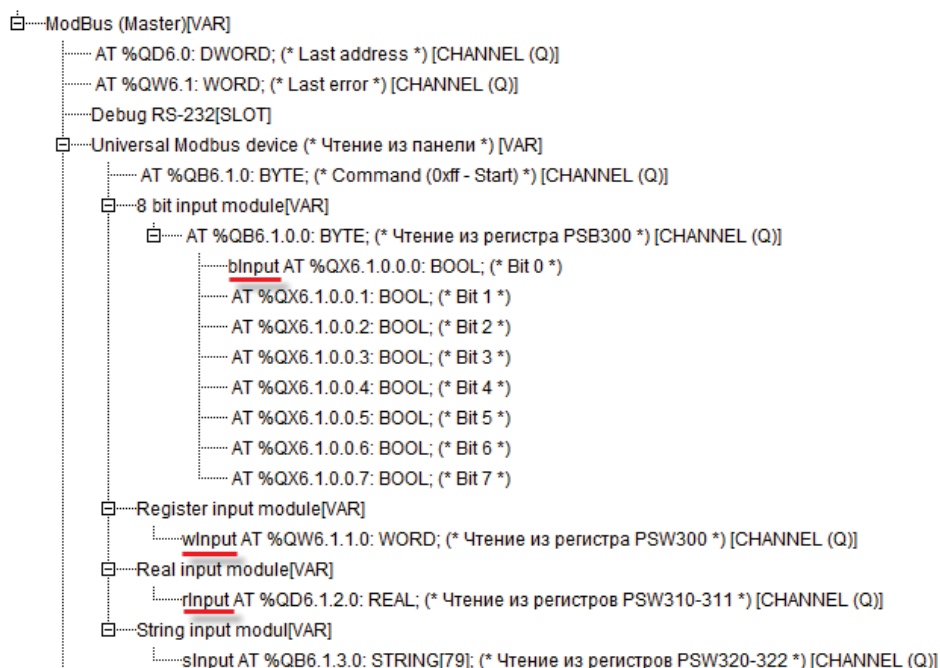 ModBus (Master)[VAR]
AT %QD6.0: DWORD; (* Last address *) [CHANNEL (Q)]
AT %QW6.1: WORD; (* Last error *) [CHANNEL (Q)]
Debug RS-232[SLOT]
Universal Modbus device (* Чтение из панели *) [VAR]
AT %QB6.1.0: BYTE; (* Command (0xff - Start) *) [CHANNEL (Q)]
8 bit input module[VAR]
AT %QB6.1.0.0: BYTE; (* Чтение из регистра PSB300 *) [CHANNEL (Q)]
bInput AT %QX6.1.0.0.0: BOOL; (* Bit 0 *)
AT %QX6.1.0.0.1: BOOL; (* Bit 1 *)
AT %QX6.1.0.0.2: BOOL; (* Bit 2 *)
AT %QX6.1.0.0.3: BOOL; (* Bit 3 *)
AT %QX6.1.0.0.4: BOOL; (* Bit 4 *)
AT %QX6.1.0.0.5: BOOL; (* Bit 5 *)
AT %QX6.1.0.0.6: BOOL; (* Bit 6 *)
AT %QX6.1.0.0.7: BOOL; (* Bit 7 *)
Register input module[VAR]
wInput AT %QW6.1.1.0: WORD; (* Чтение из регистра PSW300 *) [CHANNEL (Q)]
Real input module[VAR]
rInput AT %QD6.1.2.0: REAL; (* Чтение из регистров PSW310-311 *) [CHANNEL (Q)]
String input modul[VAR]
sInput AT %QB6.1.3.0: STRING[79]; (* Чтение из регистров PSW320-322 *) [CHANNEL (Q)]